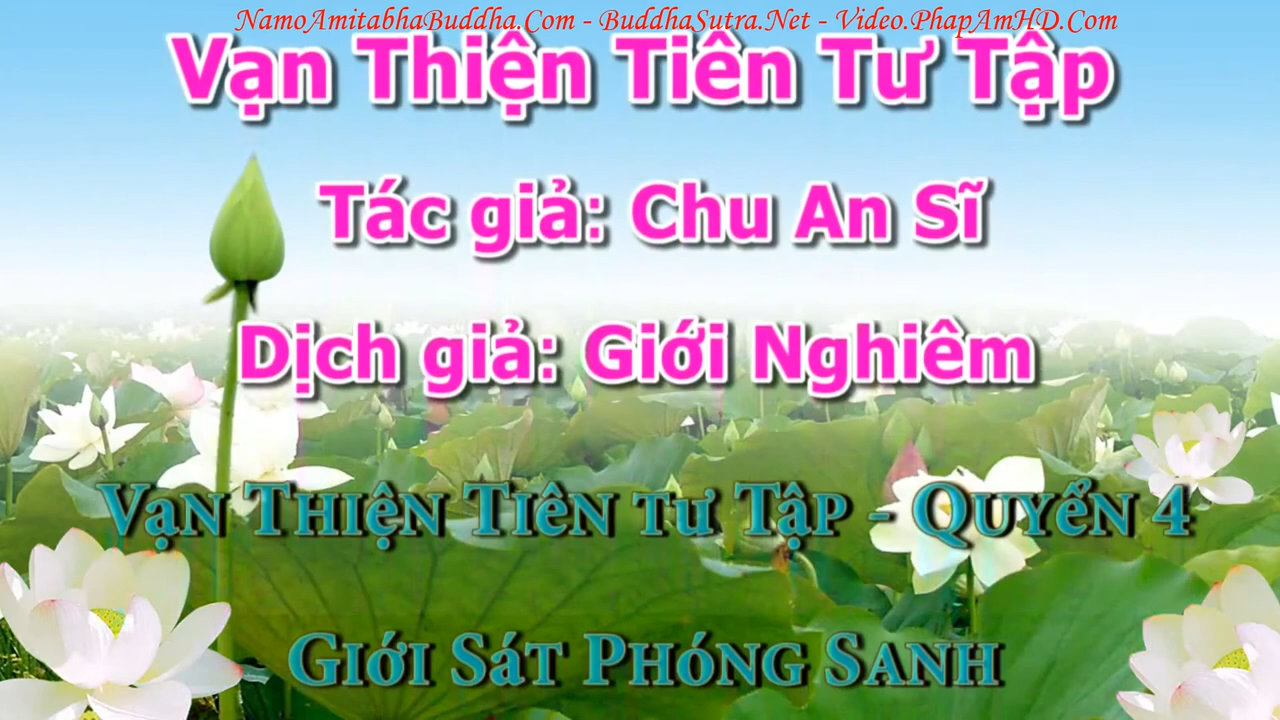 NamoAmitabhaBuddha.Com - BuddhaSutra.Net - Video.PhapAmHD.Com
Vạn Thiện Tiên Tư Tập
Tác giả: Chu An Sĩ
Dịch giả: Giới Nghiêm
Vạn Thiện Tiên tư Tập - Quyển 4
Giới Sát Phóng Sanh